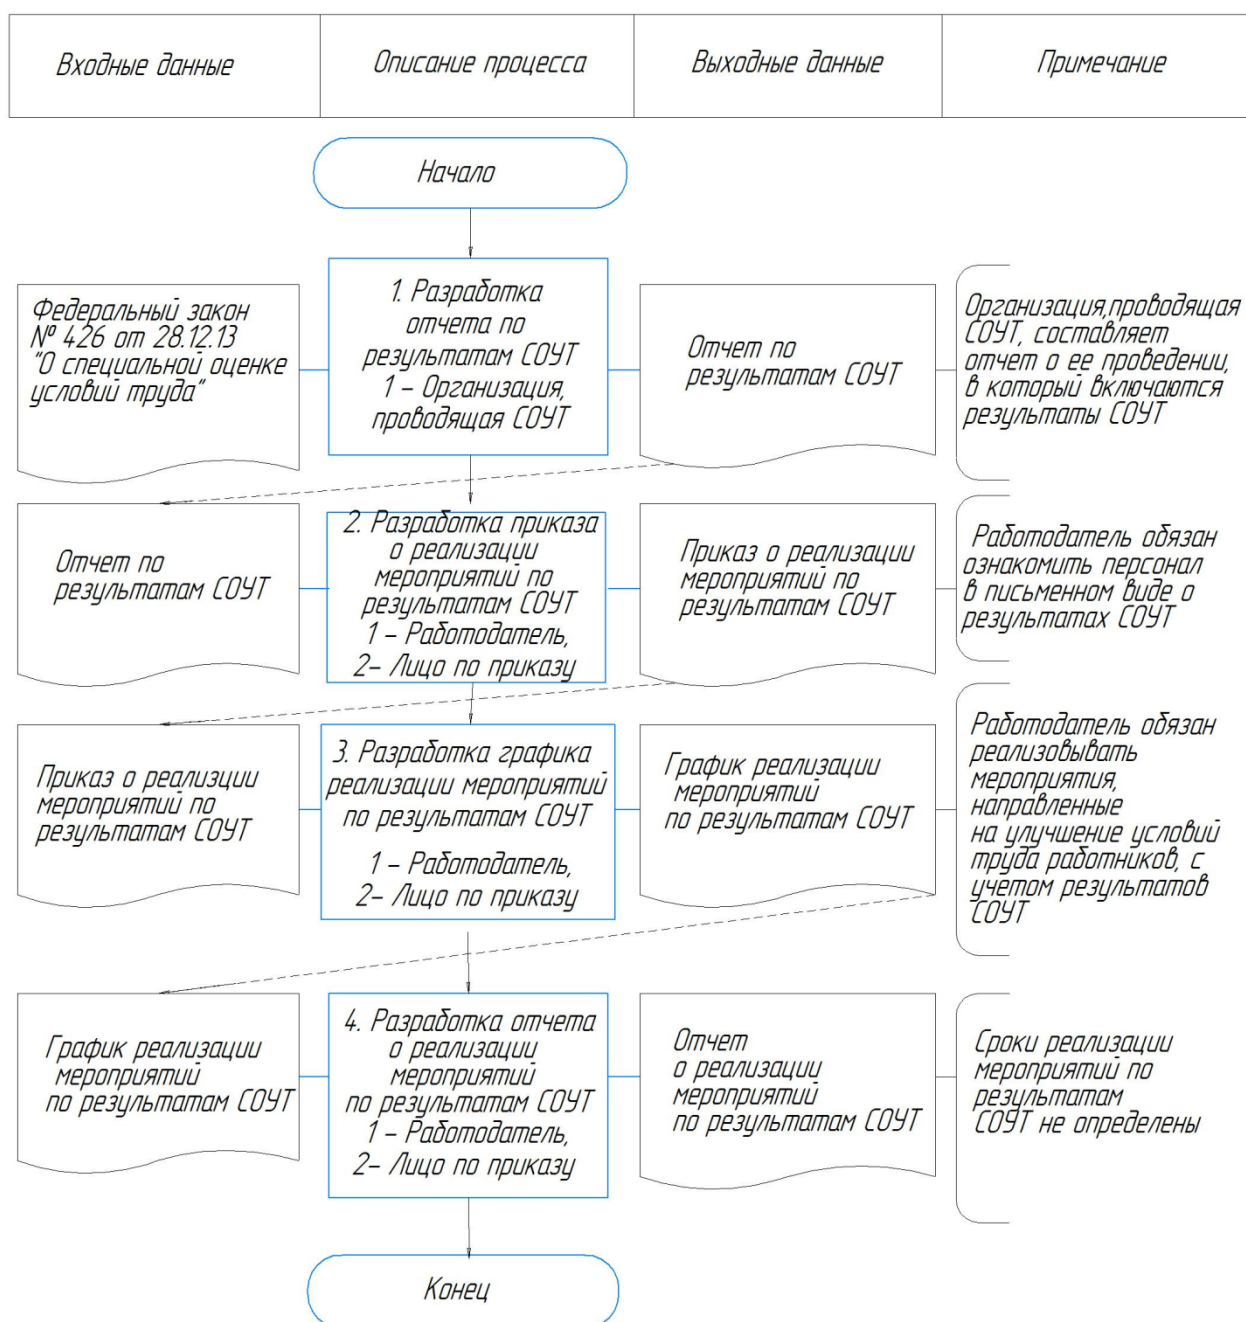 Входные данные
Описание процесса
Выходные данные
Примечание
Начало
Федеральный закон
№ 426 от 28.12.13
"О специальной оценке
условий труда"
1. Разработка
отчета по
результатам СОУТ
1 – Организация,
проводящая СОУТ
Отчет по
результатам СОУТ
Организация,проводящая
СОУТ, составляет
отчет о ее проведении,
в который включаются
результаты СОУТ
Отчет по
результатам СОУТ
2. Разработка приказа
о реализации
мероприятий по
результатам СОУТ
1 – Работодатель,
2– Лицо по приказу
Приказ о реализации
мероприятий по
результатам СОУТ
Работодатель обязан
ознакомить персонал
в письменном виде о
результатах СОУТ
Приказ о реализции
мероприятий по
результатам СОУТ
3. Разработка графика
реализации мероприятий
по результатам СОУТ
1 – Работодатель,
2– Лицо по приказу
График реализации
мероприятий
по результатам СОУТ
Работодатель обязан
реализовывать
мероприятия,
направленные
на улучшение условий
труда работников, с
учетом результатов
СОУТ
График реализации
мероприятий
по результатам СОУТ
4. Разработка отчета
о реализации
мероприятий
по результатам СОУТ
1 – Работодатель,
2– Лицо по приказу
Отчет
о реализации
мероприятий
по результатам СОУТ
Сроки реализации
мероприятий по
результатам
СОУТ не определены
Конец